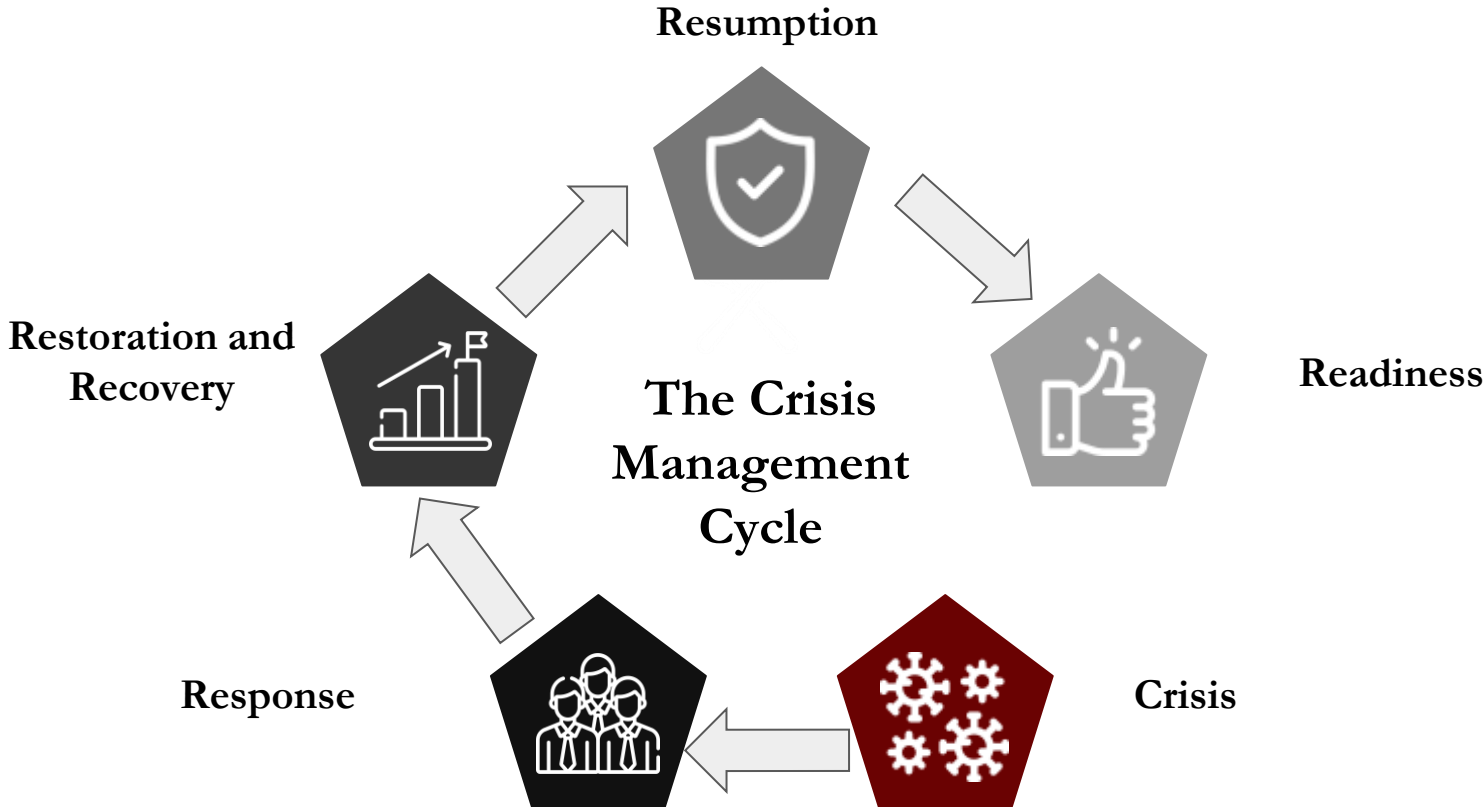 Resumption
Restoration and
Recovery
Readiness
The Crisis
Management
Cycle
Response
Crisis